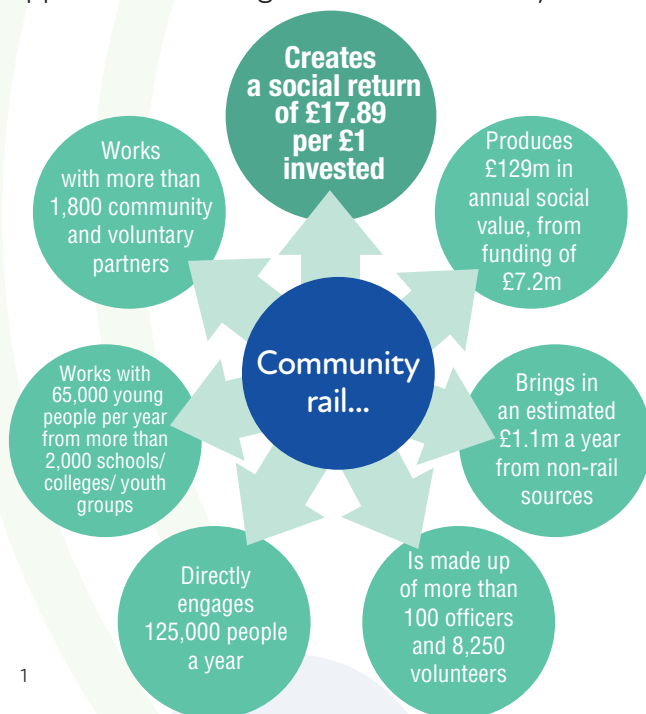 Creates
a social return
of £17.89
per £1
invested
Produces
£129m in
annual social
value, from
funding of
£7.2m
Brings in
an estimated
£1.1m a year
from non-rail
sources
Is made up
of more than
100 officers
and 8,250
volunteers
Directly
engages
125,000 people
a year
Works with
65,000 young
people per year
from more than
2,000 schools/
colleges/ youth
groups
Works
with more than
1,800 community
and voluntary
partners
Community
rail...
1